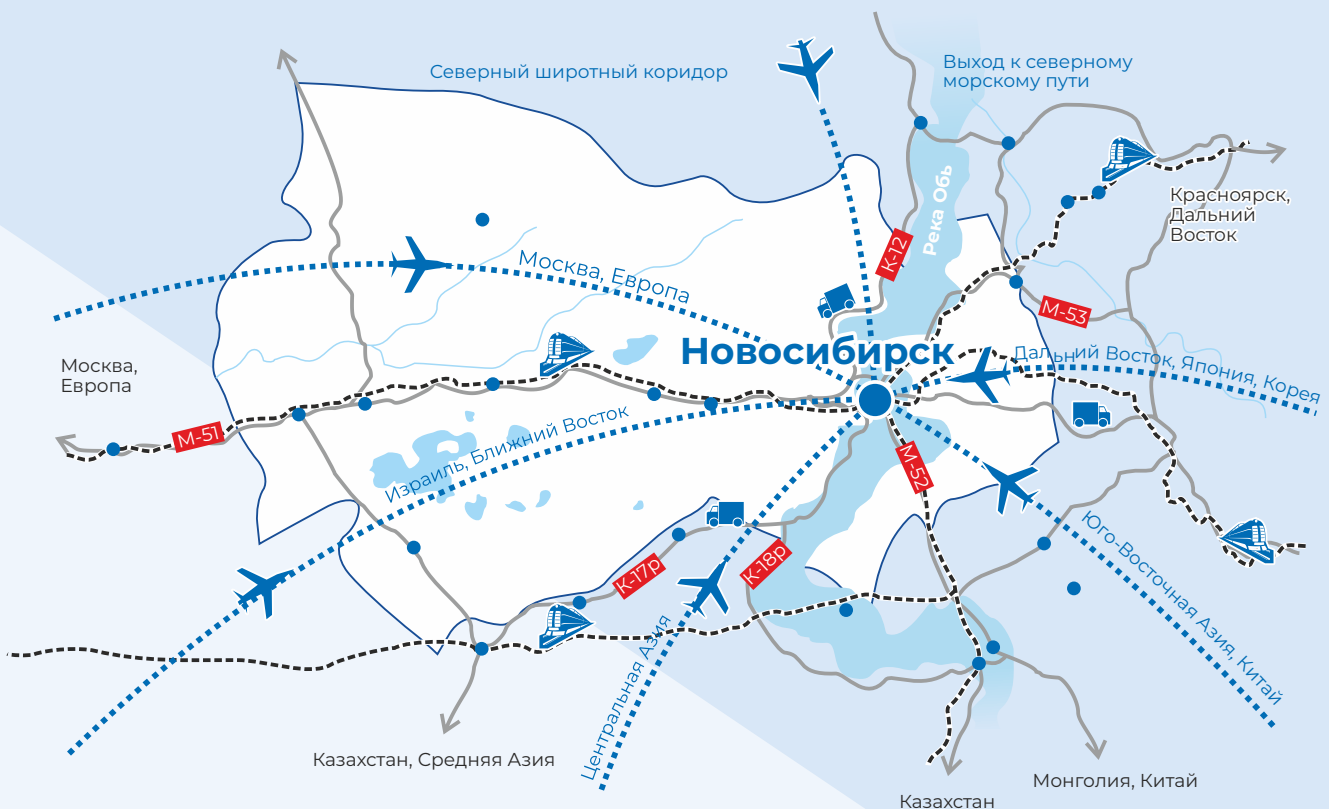 Северный широтный коридор
Выход к северному
морскому пути
Река Обь
Красноярск,
Дальний
Восток
К-12
Москва, Европа
М-53
Новосибирск
Дальний Восток, Япония, Корея
Москва,
Европа
М-51
Израиль, Ближний Восток
М-52
Юго-Восточная Азия, Китай
К-17р
К-18р
Центральная Азия
Казахстан, Средняя Азия
Монголия, Китай
Казахстан